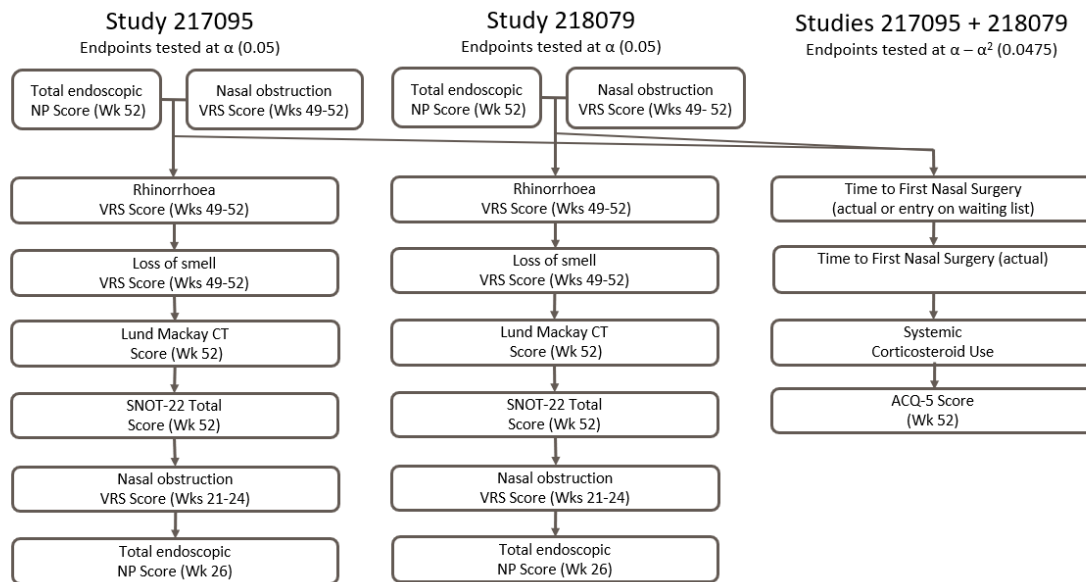 Study 217095
Endpoints tested at α (0.05)
Total endoscopic
NP Score (Wk 52)
Nasal obstruction
VRS Score (Wks 49-52)
Rhinorrhoea
VRS Score (Wks 49-52)
Loss of smell
VRS Score (Wks 49-52)
Lund Mackay CT
Score (Wk 52)
SNOT-22 Total
Score (Wk 52)
Nasal obstruction
VRS Score (Wks 21-24)
Total endoscopic
NP Score (Wk 26)
Study 218079
Endpoints tested at α (0.05)
Total endoscopic
NP Score (Wk 52)
Nasal obstruction
VRS Score (Wks 49- 52)
Rhinorrhoea
VRS Score (Wks 49-52)
Loss of smell
VRS Score (Wks 49-52)
Lund Mackay CT
Score (Wk 52)
SNOT-22 Total
Score (Wk 52)
Nasal obstruction
VRS Score (Wks 21-24)
Total endoscopic
NP Score (Wk 26)
Studies 217095 + 218079
Endpoints tested at α – α² (0.0475)
Time to First Nasal Surgery
(actual or entry on waiting list)
Time to First Nasal Surgery (actual)
Systemic
Corticosteroid Use
ACQ-5 Score
(Wk 52)